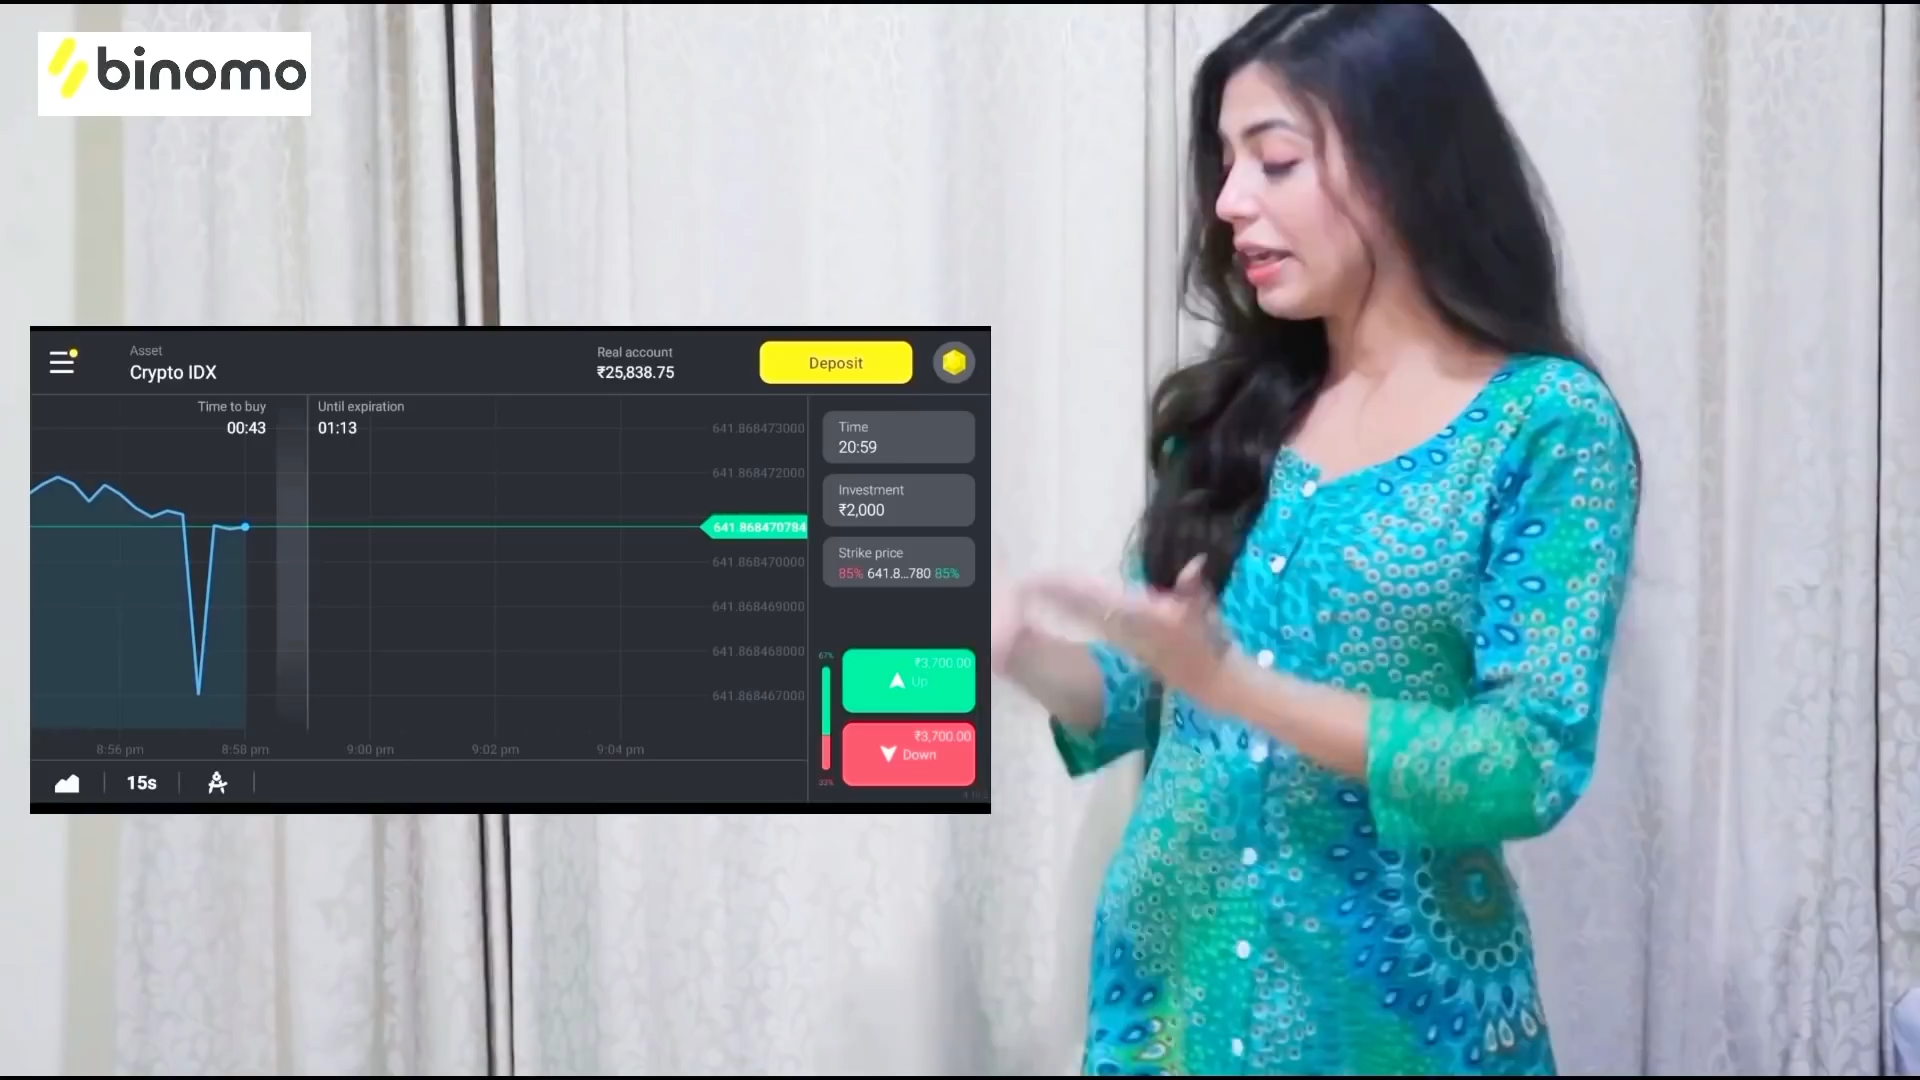 binomo
Asset
Crypto IDX
Real account
₹25,838.75
Deposit
Time to buy
00:43
Until expiration
01:13
641.868473000
641.868472000
641.868470784
641.868470000
641.868469000
641.868468000
641.868467000
Time
20:59
Investment
₹2,000
Strike price
85% 641.8...780 85%
67%
₹3,700.00
Up
₹3,700.00
Down
33%
8:56 pm
8:58 pm
9:00 pm
9:02 pm
9:04 pm
15s